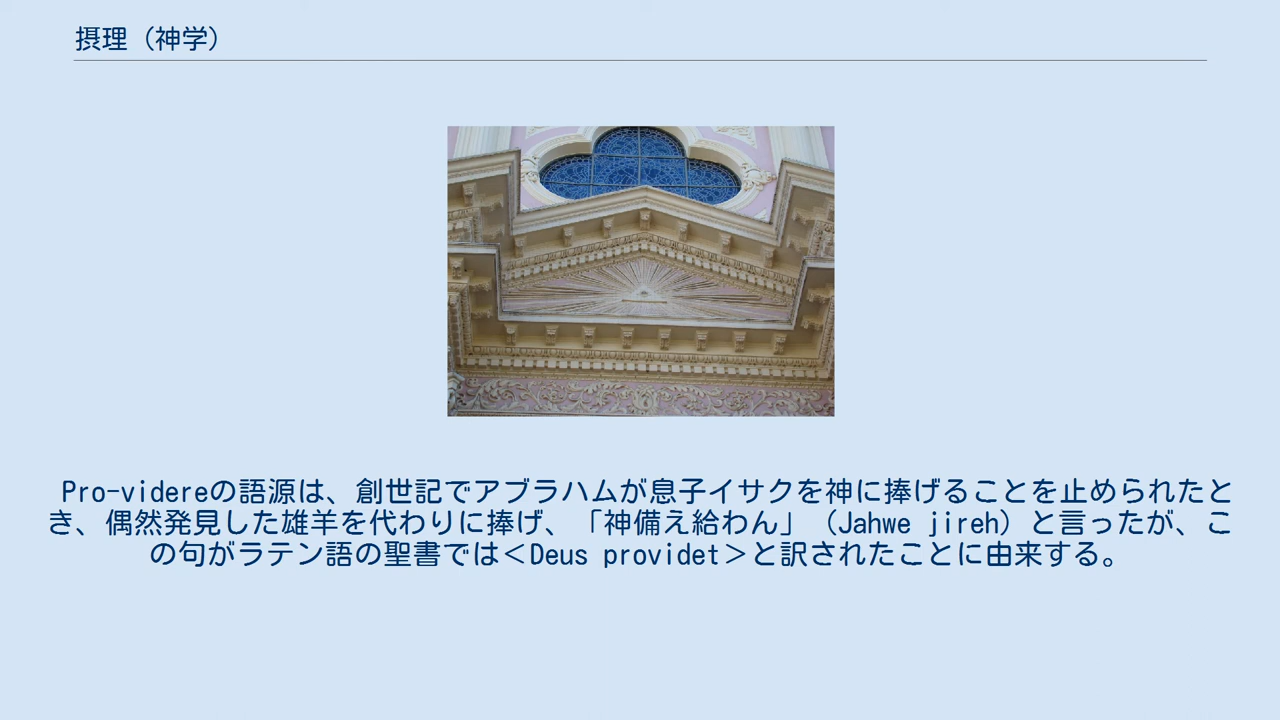 摂理（神学）
Pro-videreの語源は、創世記でアブラハムが息子イサクを神に捧げることを止められたと
き、偶然発見した雄羊を代わりに捧げ、「神備え給わん」（Jahwe jireh）と言ったが、こ
の句がラテン語の聖書では＜Deus providet＞と訳されたことに由来する。